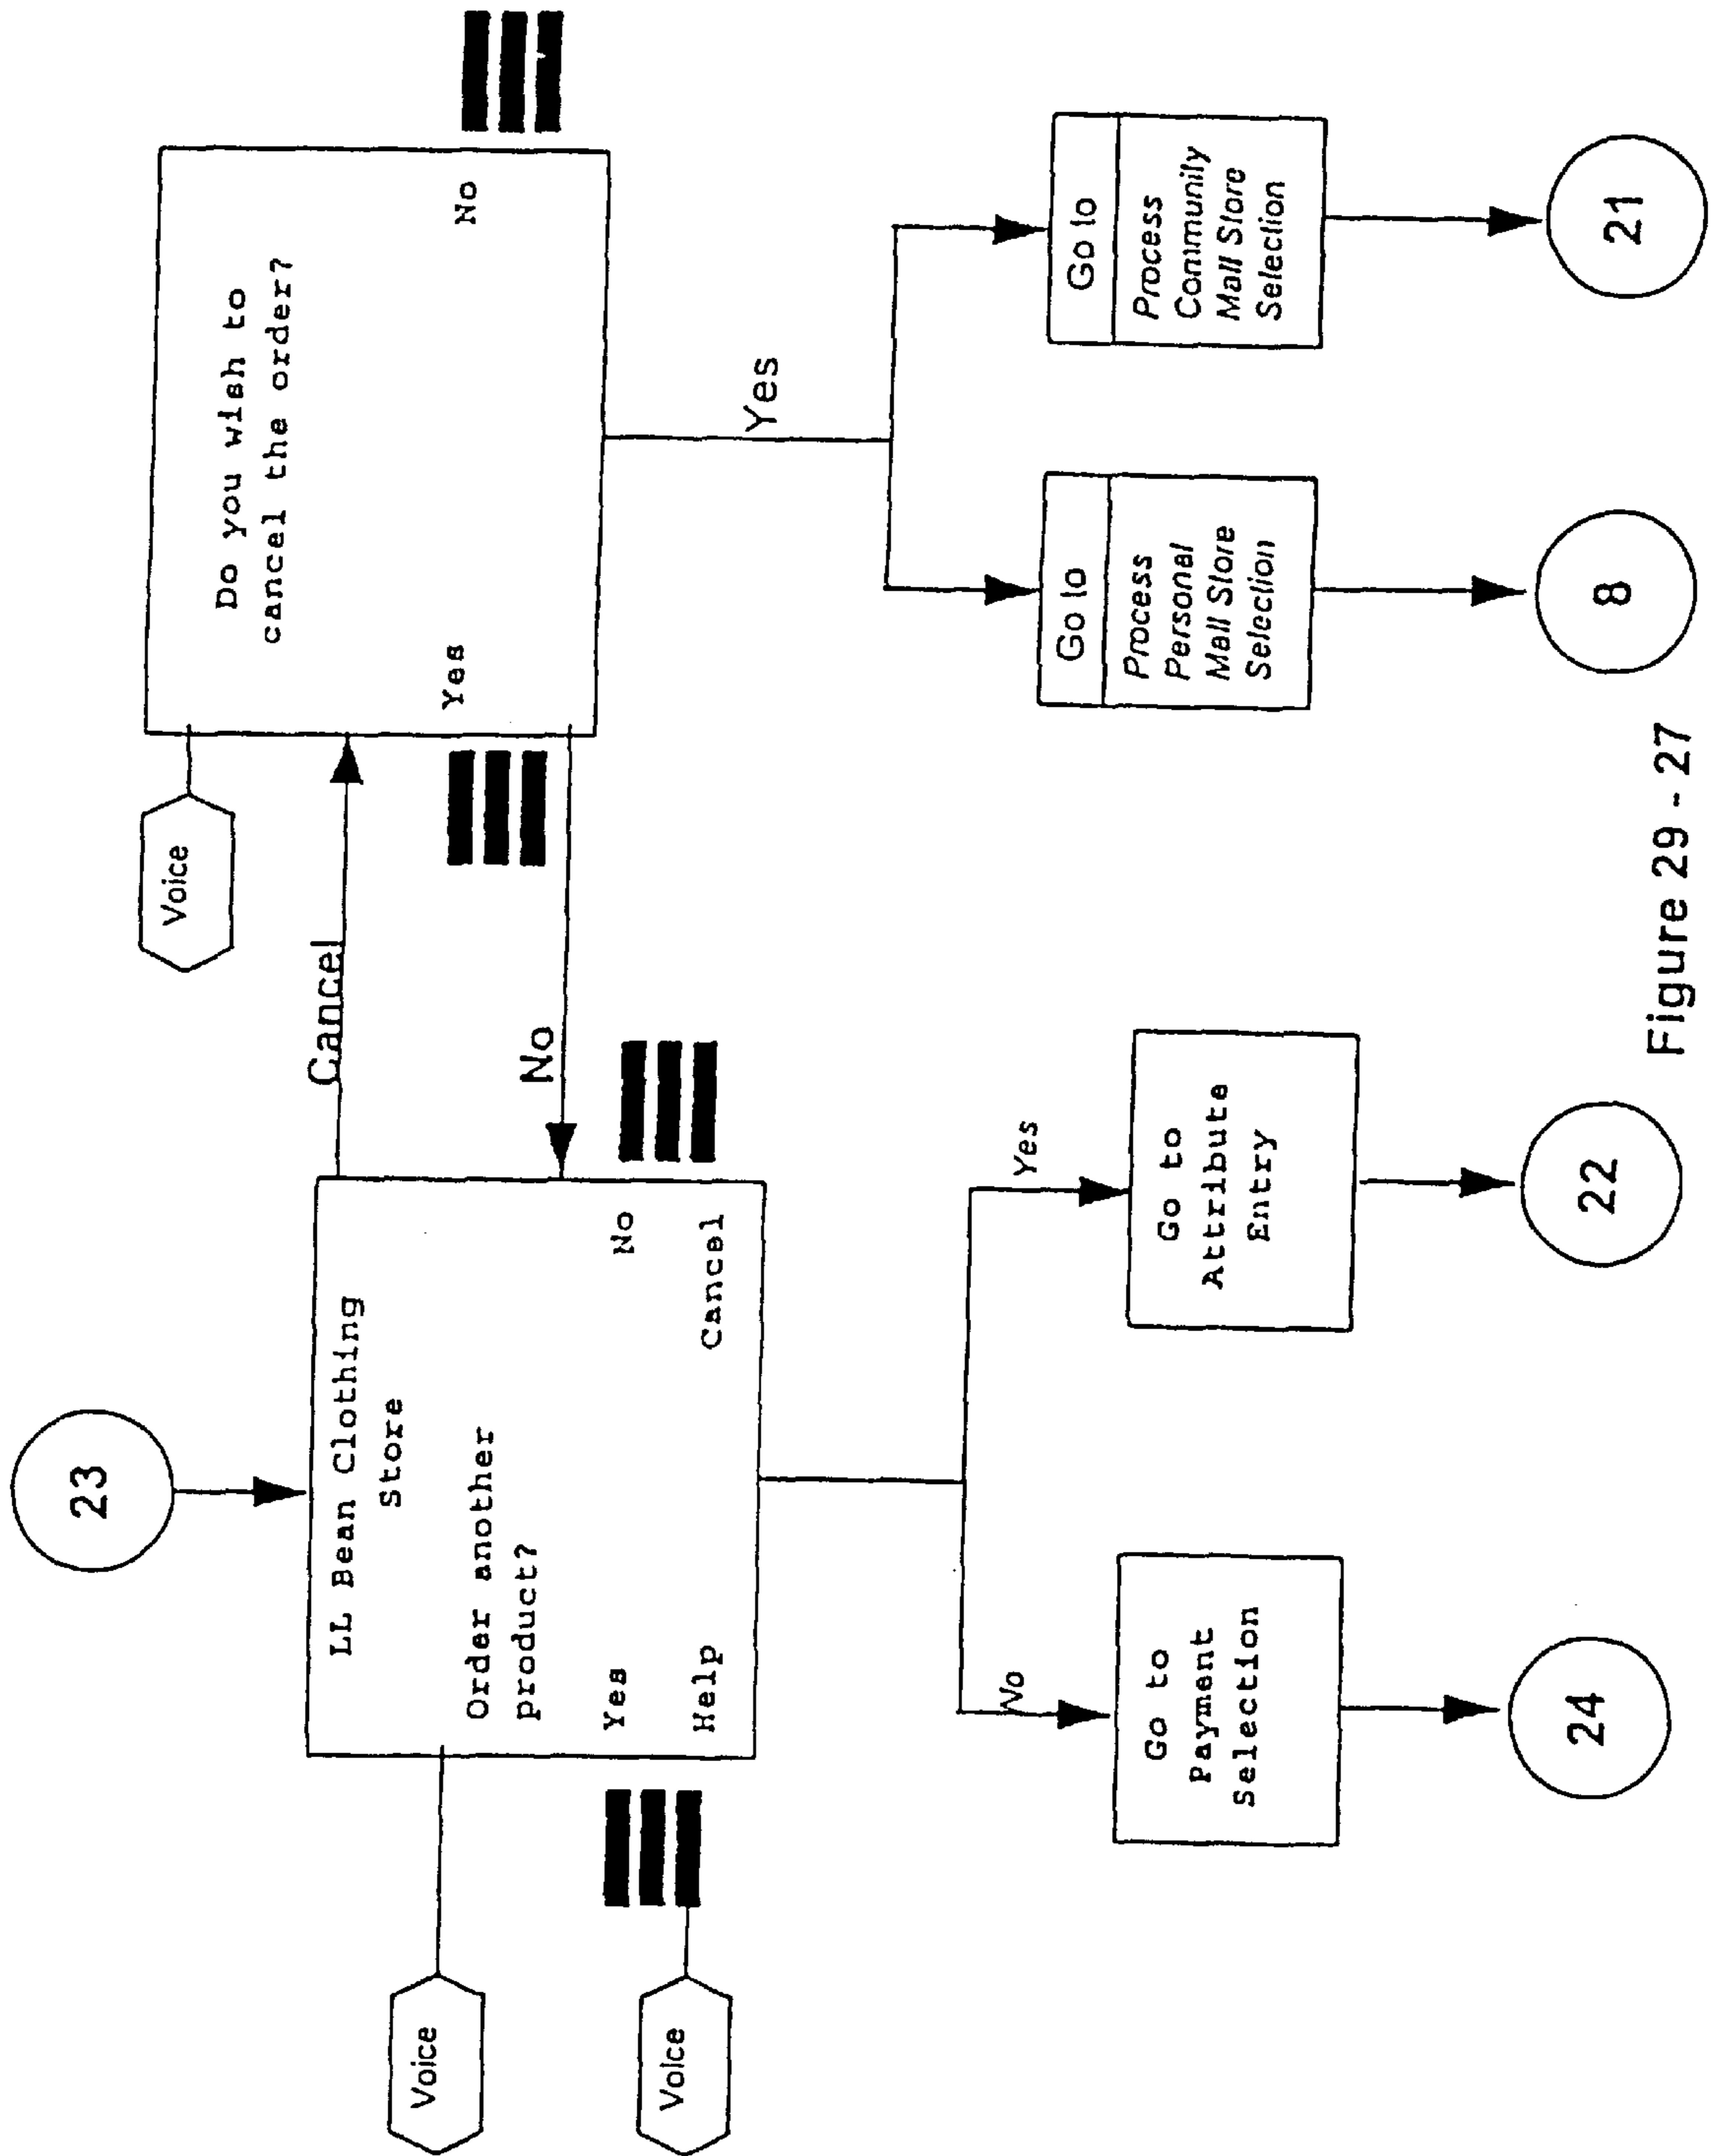 23
Voice
LL Bean Clothing
Store
Order another
product?
Yes
No
Help
Cancel
Voice
Cancel
No
Voice
Do you wish to
cancel the order?
Yes
No
No
Go to
Payment
Selection
24
Yes
Go to
Attribute
Entry
22
Yes
Go to
Process
Personal
Mall Store
Selection
8
Go to
Process
Community
Mall Store
Selection
21
Figure 29 - 27